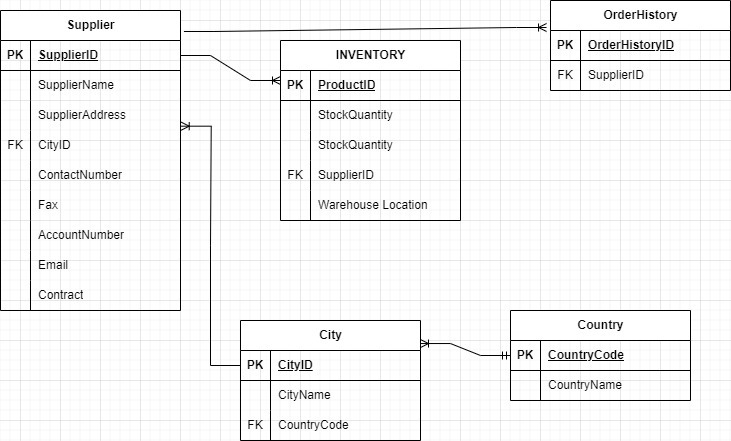 Supplier
PK SupplierID
SupplierName
SupplierAddress
FK CityID
ContactNumber
Fax
AccountNumber
Email
Contract
INVENTORY
PK ProductID
StockQuantity
StockQuantity
FK SupplierID
Warehouse Location
OrderHistory
PK OrderHistoryID
FK SupplierID
City
PK CityID
CityName
FK CountryCode
Country
PK CountryCode
CountryName